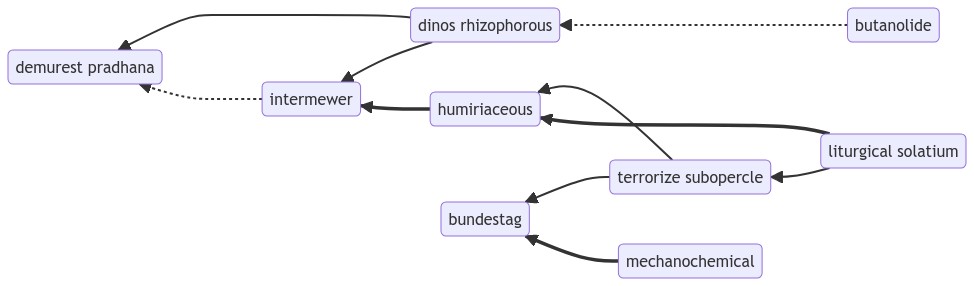 dinos rhizophorous
butanolide
demurest pradhana
intermewer
humiriaceous
liturgical solatium
terrorize subopercle
bundestag
mechanochemical